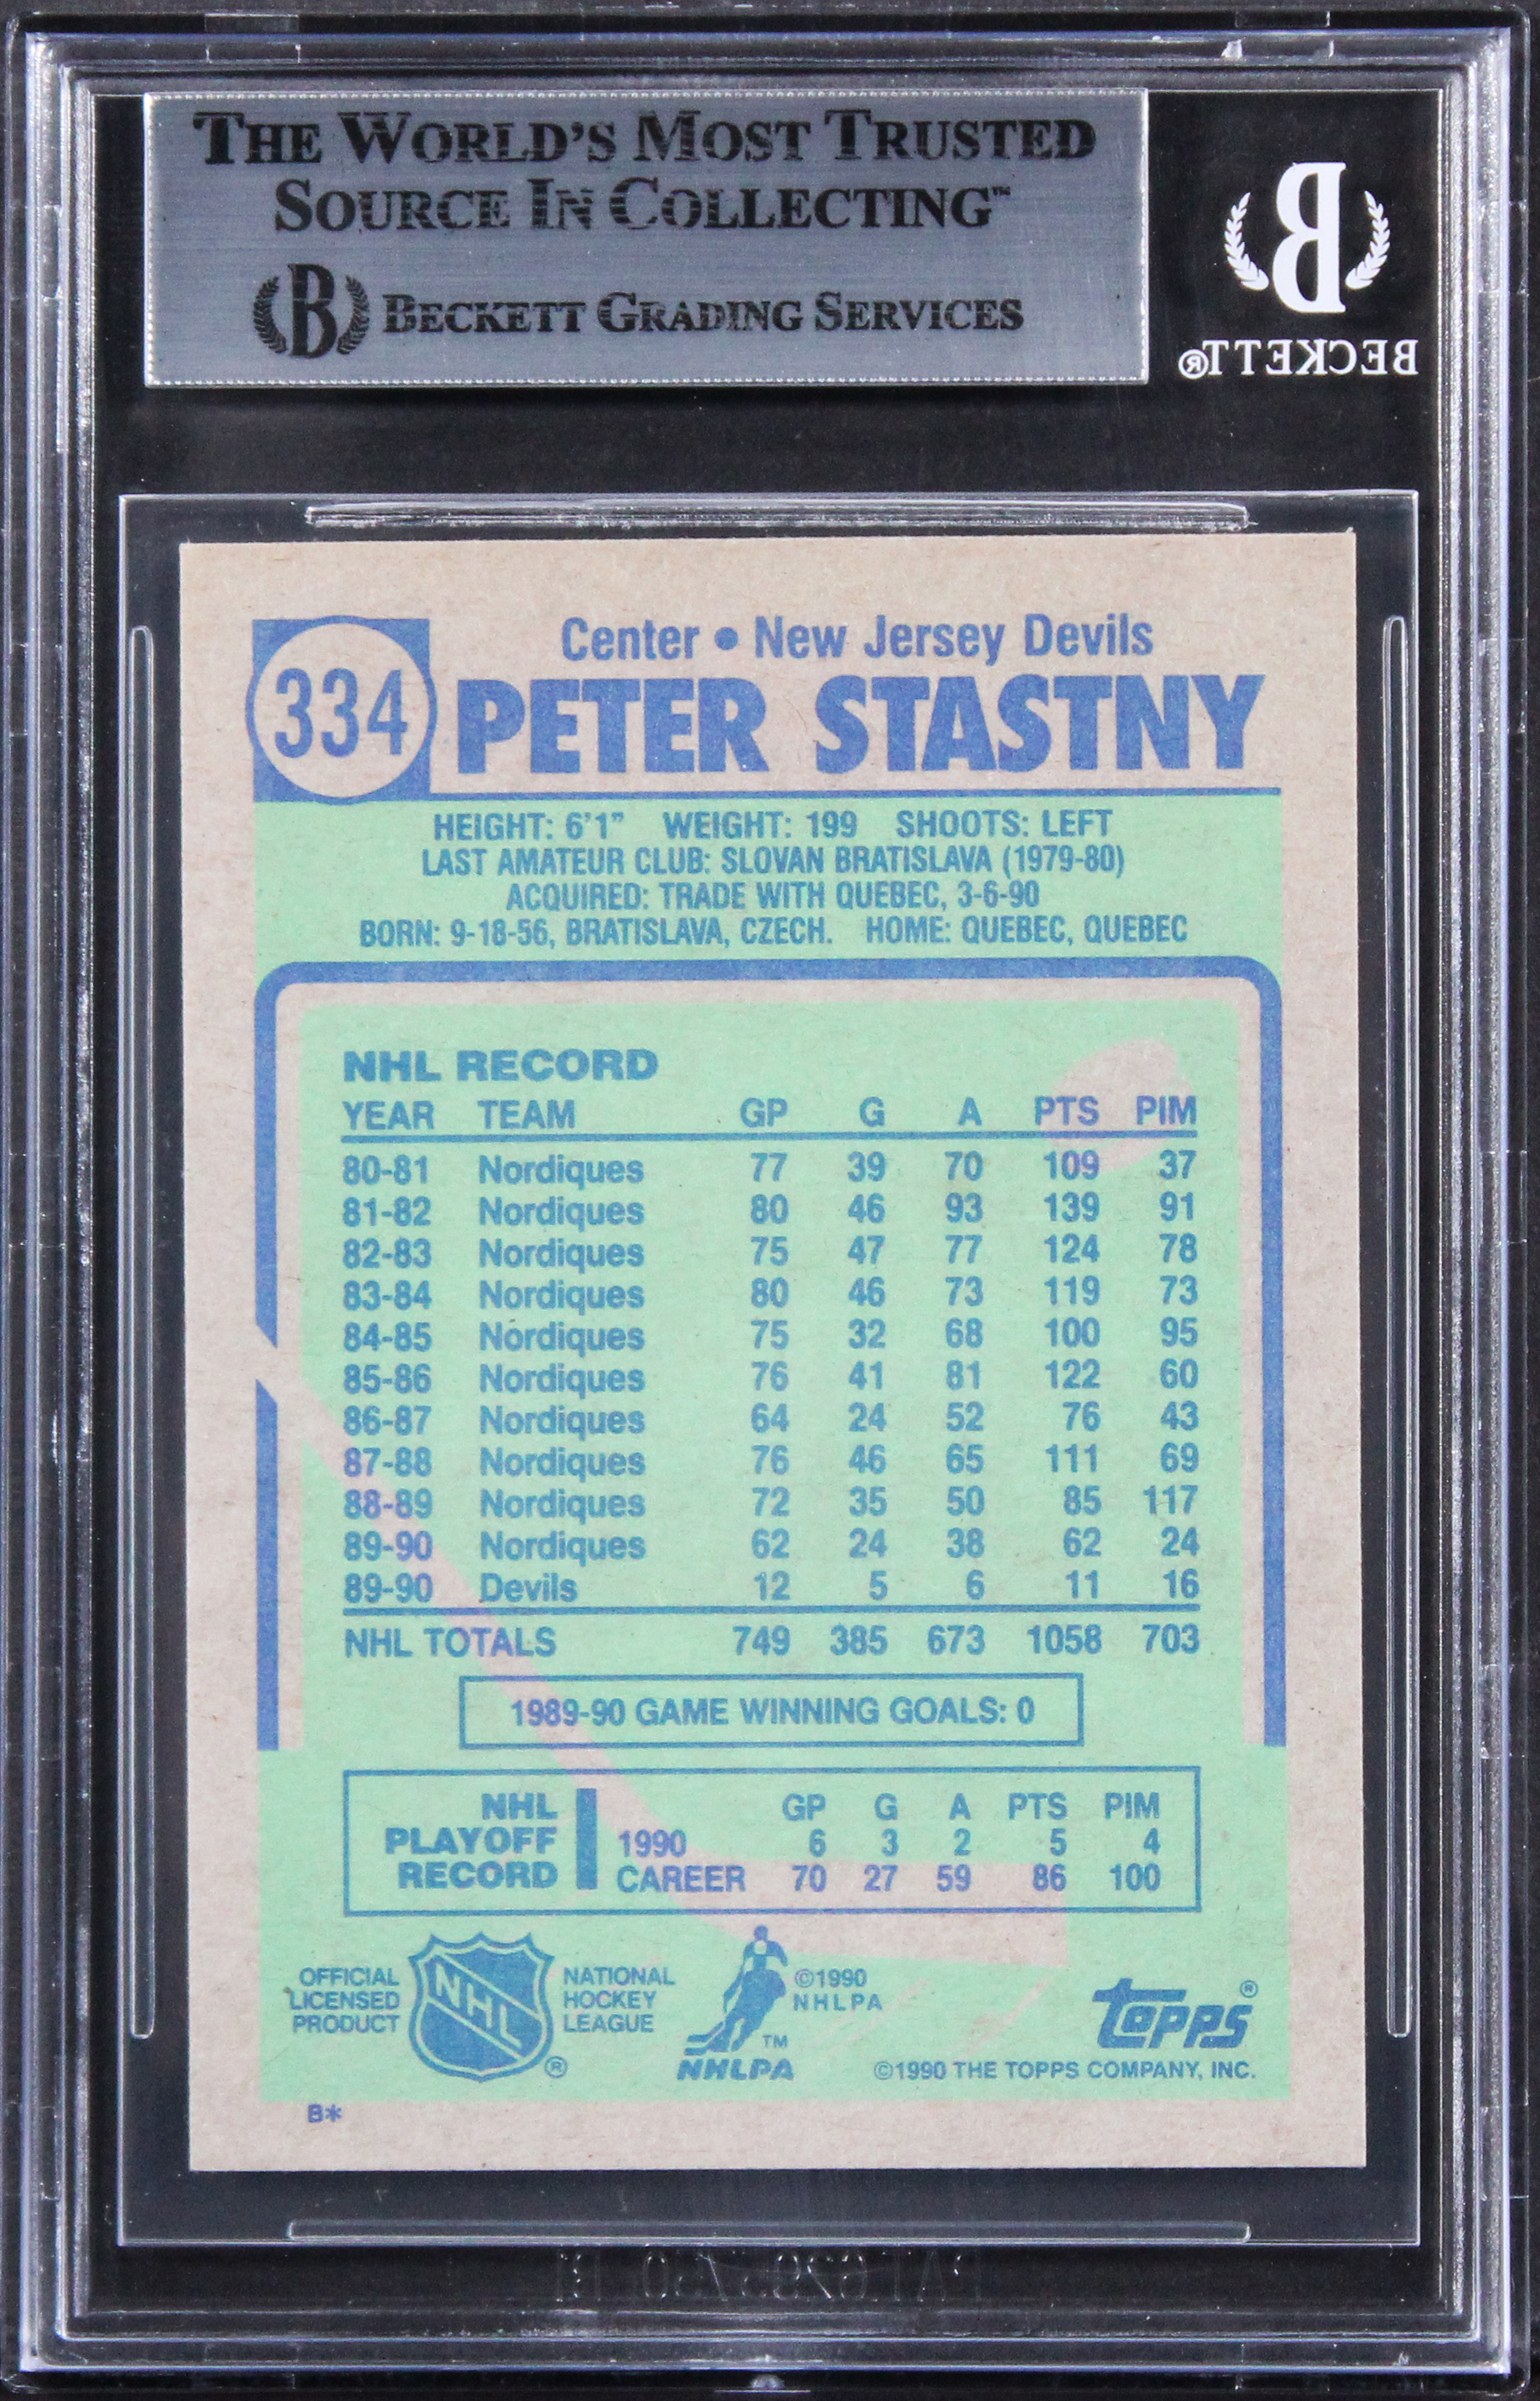 THE WORLD'S MOST TRUSTED
SOURCE IN COLLECTING™
B BECKETT GRADING SERVICES
B
BECKETT®
334
Center • New Jersey Devils
PETER STASTNY
HEIGHT: 6'1" WEIGHT: 199 SHOOTS: LEFT
LAST AMATEUR CLUB: SLOVAN BRATISLAVA (1979-80)
ACQUIRED: TRADE WITH QUEBEC, 3-6-90
BORN: 9-18-56, BRATISLAVA, CZECH. HOME: QUEBEC, QUEBEC
NHL RECORD
YEAR TEAM GP G A PTS PIM
80-81 Nordiques 77 39 70 109 37
81-82 Nordiques 80 46 93 139 91
82-83 Nordiques 75 47 77 124 78
83-84 Nordiques 80 46 73 119 73
84-85 Nordiques 75 32 68 100 95
85-86 Nordiques 76 41 81 122 60
86-87 Nordiques 64 24 52 76 43
87-88 Nordiques 76 46 65 111 69
88-89 Nordiques 72 35 50 85 117
89-90 Nordiques 62 24 38 62 24
89-90 Devils 12 5 6 11 16
NHL TOTALS 749 385 673 1058 703
1989-90 GAME WINNING GOALS: 0
NHL PLAYOFF RECORD
GP G A PTS PIM
1990 6 3 2 5 4
CAREER 70 27 59 86 100
OFFICIAL LICENSED PRODUCT
NHL
®
NATIONAL HOCKEY LEAGUE
©1990 NHLPA
TM
NHLPA
Topps®
©1990 THE TOPPS COMPANY, INC.
B*